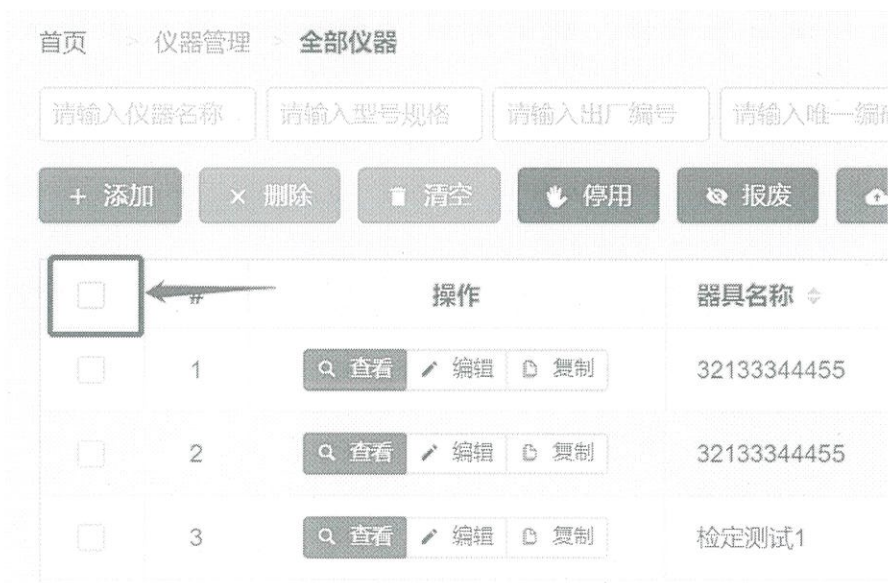 首页 > 仪器管理 > 全部仪器
请输入仪器名称 请输入型号规格 请输入出厂编号 请输入唯一编
+ 添加 × 删除 清空 停用 报废
# 操作 器具名称
1 查看 编辑 复制 32133344455
2 查看 编辑 复制 32133344455
3 查看 编辑 复制 检定测试1